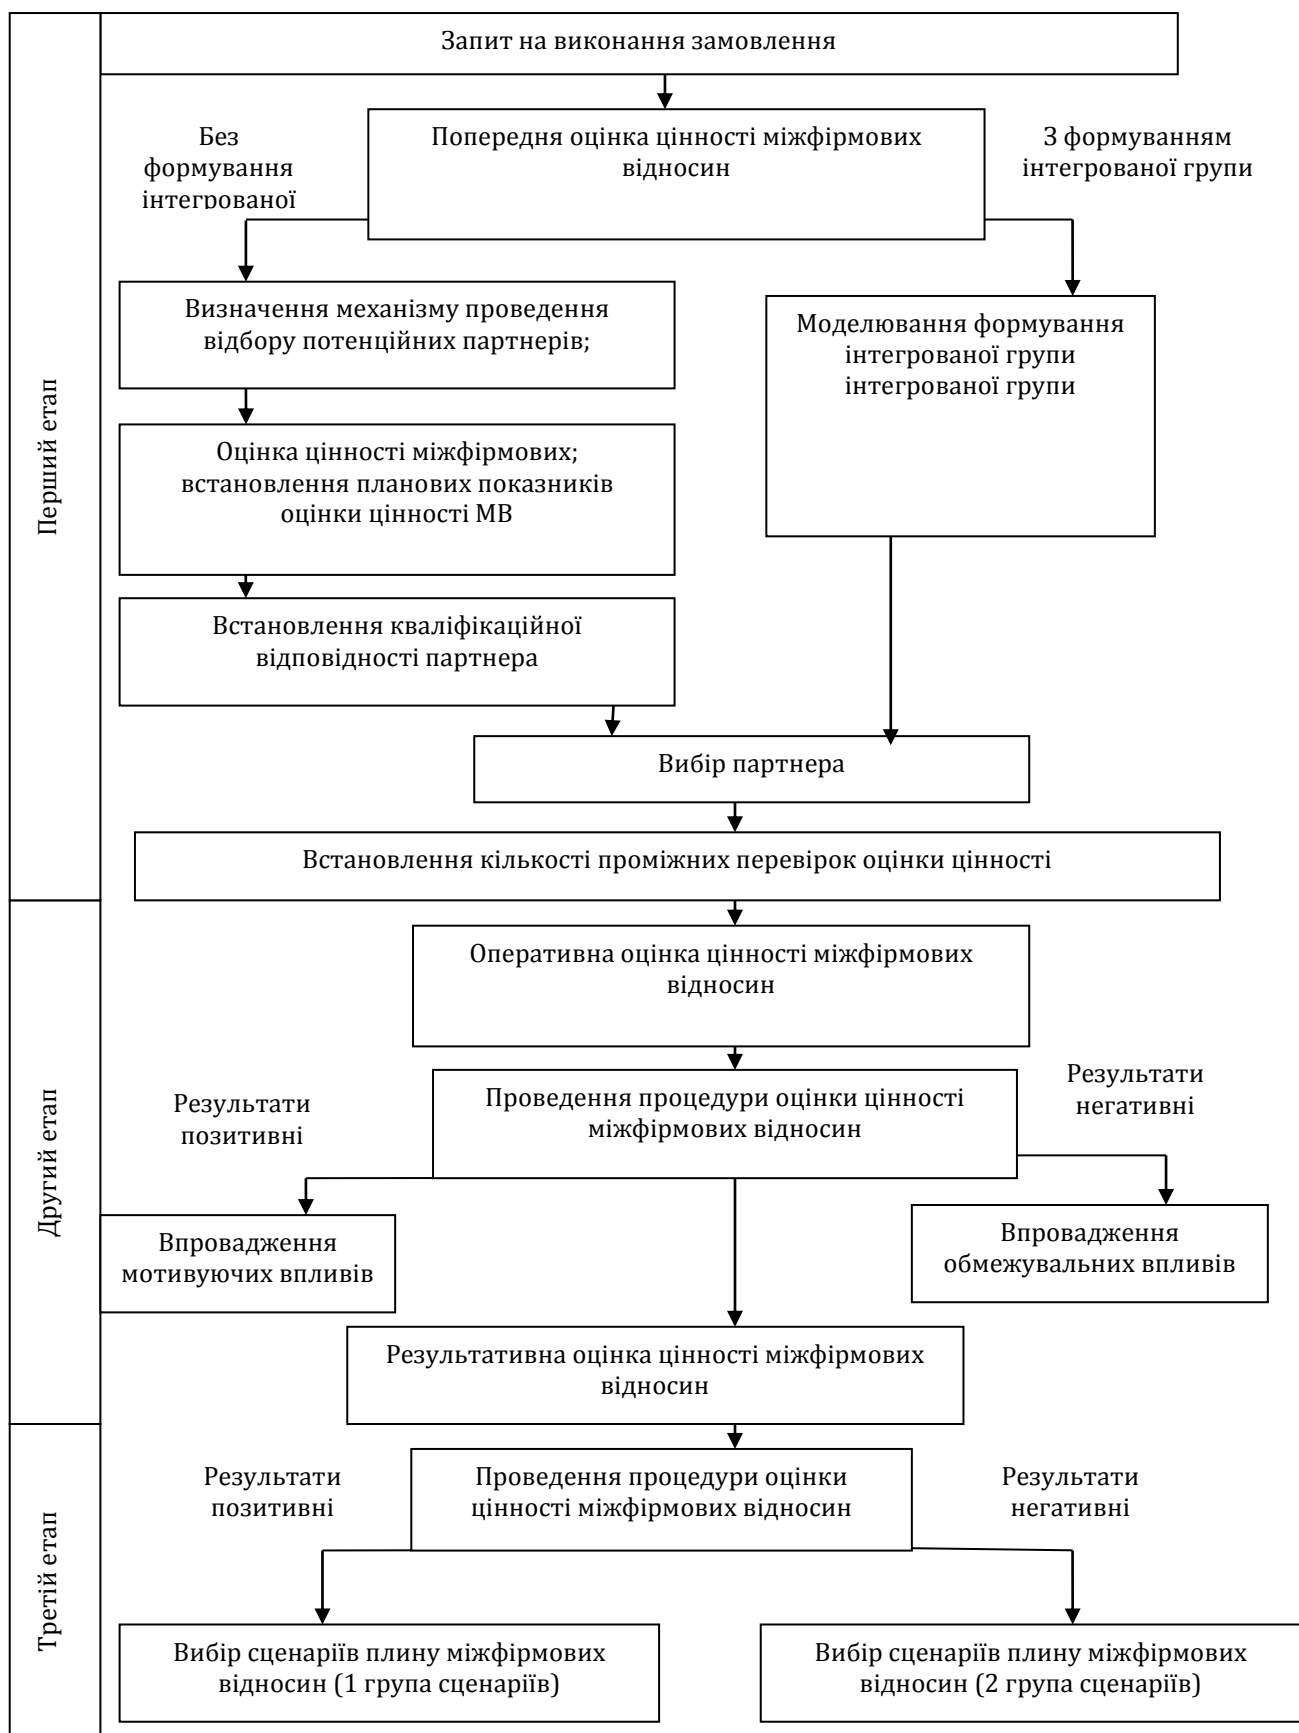 Запит на виконання замовлення
Без
формування
інтегрованої
Попередня оцінка цінності міжфірмових
відносин
З формуванням
інтегрованої групи
Визначення механізму проведення
відбору потенційних партнерів;
Моделювання формування
інтегрованої групи
інтегрованої групи
Оцінка цінності міжфірмових;
встановлення планових показників
оцінки цінності МВ
Встановлення кваліфікаційної
відповідності партнера
Вибір партнера
Встановлення кількості проміжних перевірок оцінки цінності
Перший етап
Оперативна оцінка цінності міжфірмових
відносин
Результати
позитивні
Проведення процедури оцінки цінності
міжфірмових відносин
Результати
негативні
Впровадження
мотивуючих впливів
Впровадження
обмежувальних впливів
Результативна оцінка цінності міжфірмових
відносин
Другий етап
Результати
позитивні
Проведення процедури оцінки
цінності міжфірмових відносин
Результати
негативні
Вибір сценаріїв плину міжфірмових
відносин (1 група сценаріїв)
Вибір сценаріїв плину міжфірмових
відносин (2 група сценаріїв)
Третій етап